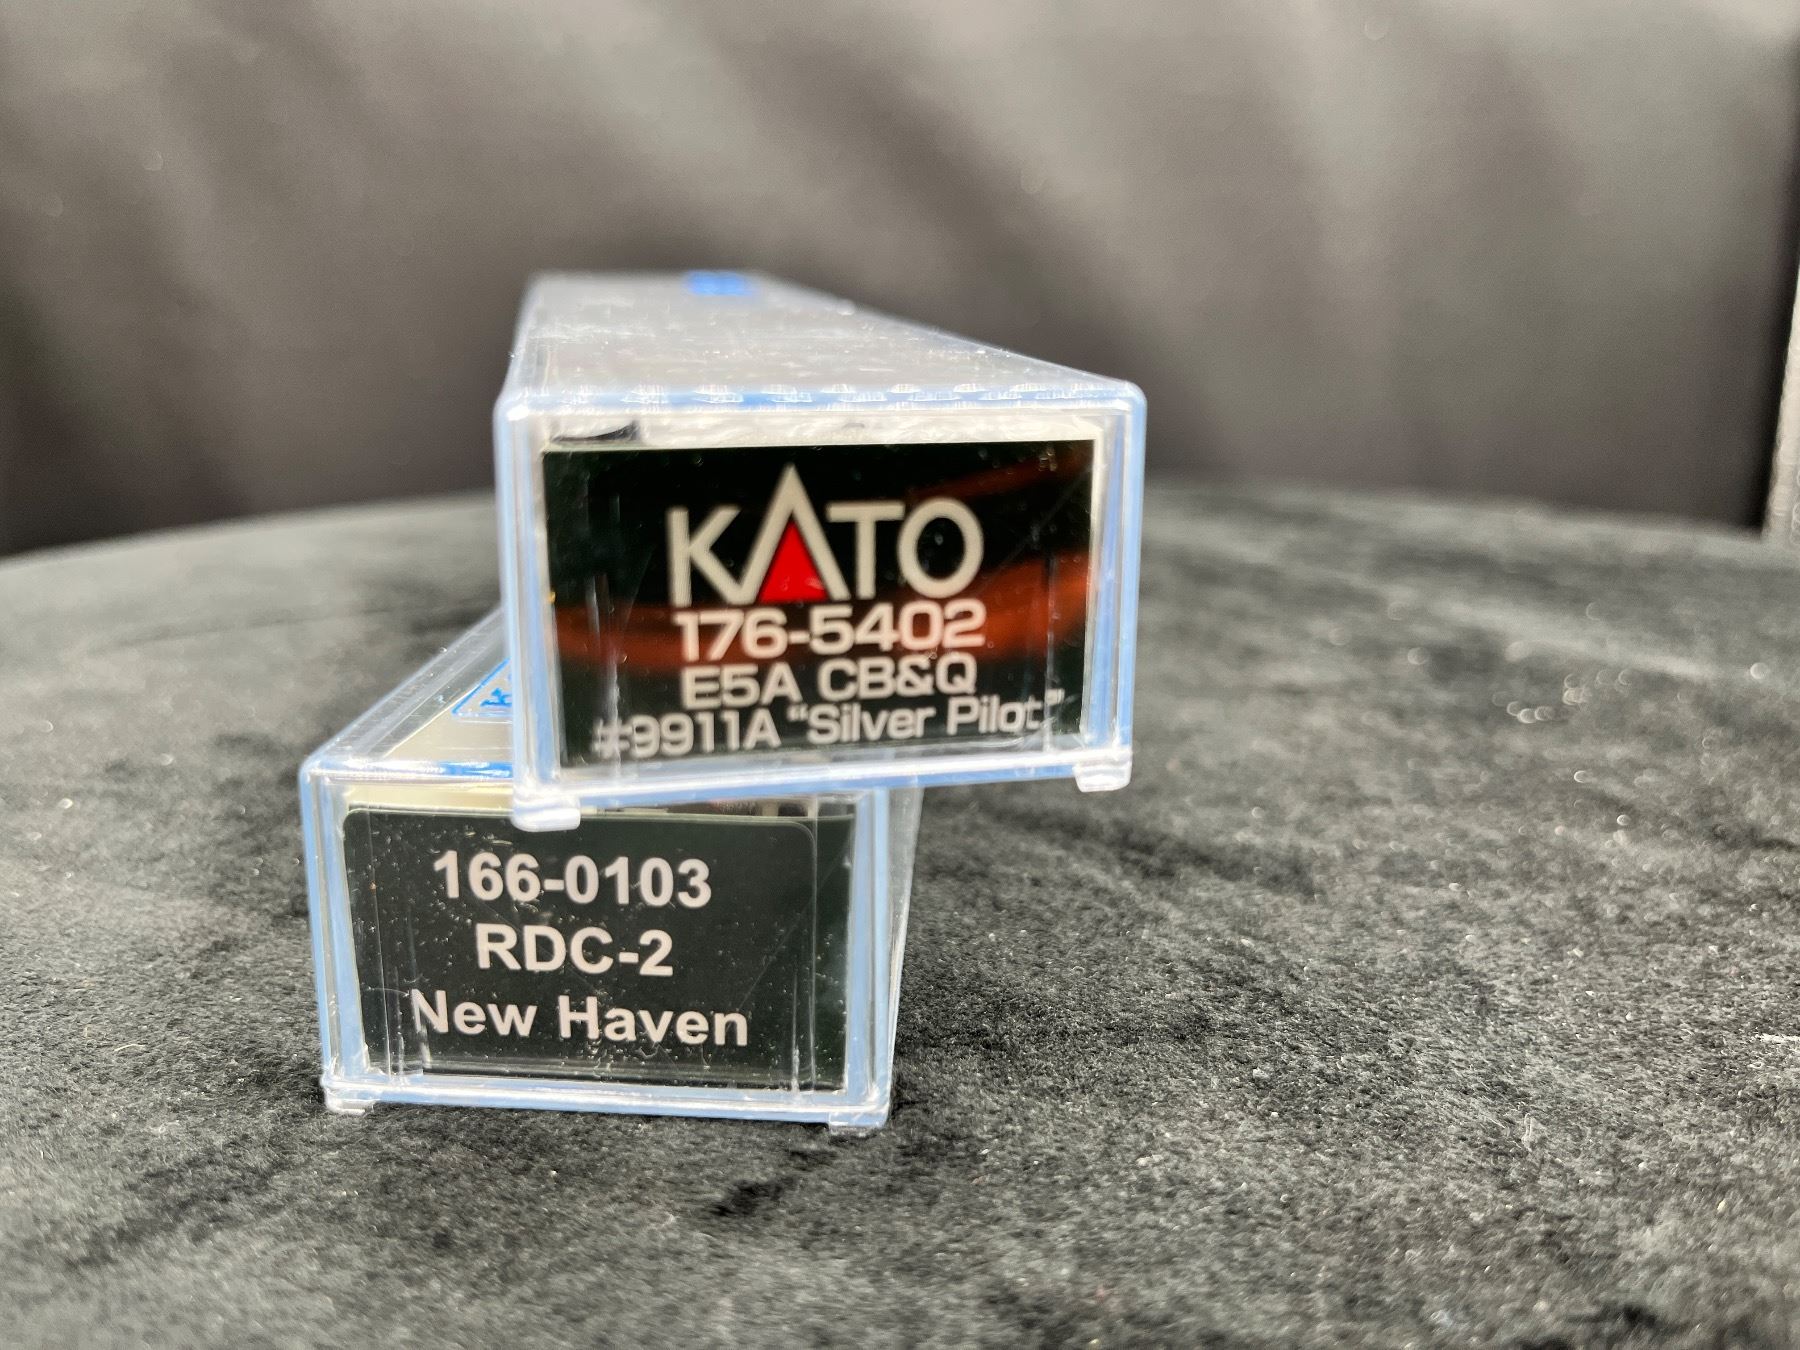 KATO
176-5402
E5A CB&Q
#9911A "Silver Pilot"
166-0103
RDC-2
New Haven